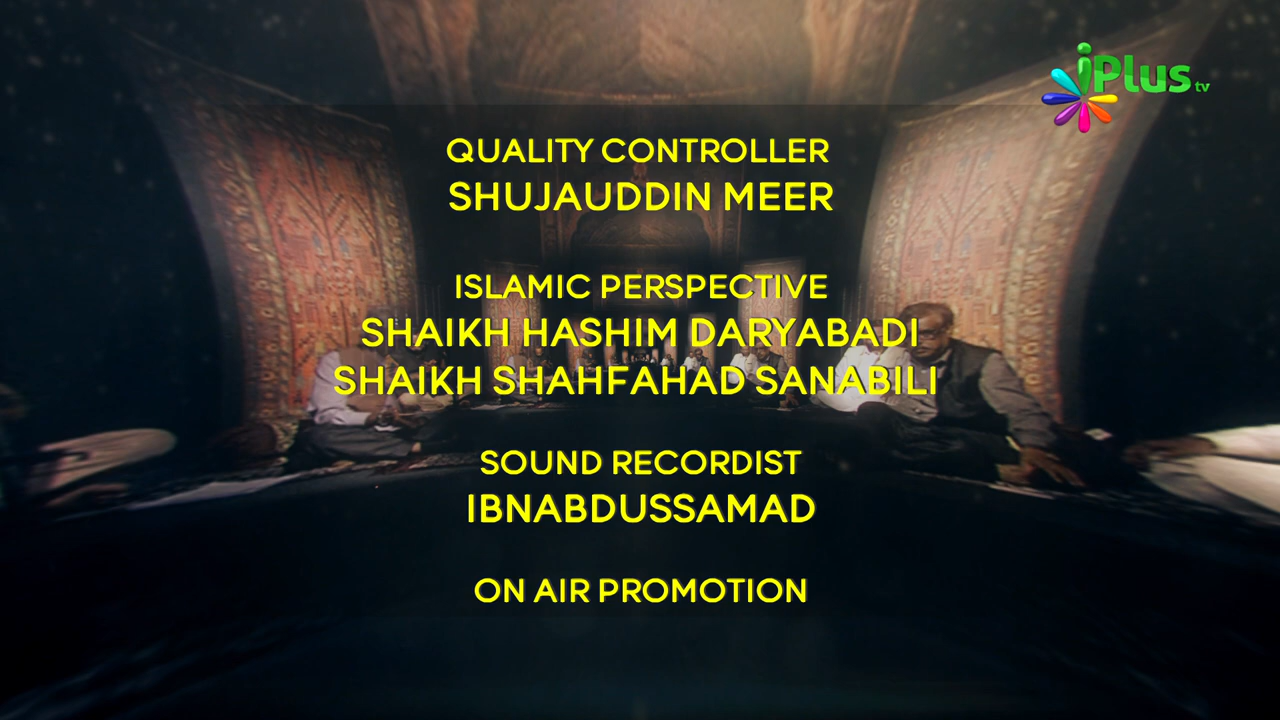 iPlus tv
QUALITY CONTROLLER
SHUJAUDDIN MEER
ISLAMIC PERSPECTIVE
SHAIKH HASHIM DARYABADI
SHAIKH SHAHFAHAD SANABILI
SOUND RECORDIST
IBNABDUSSAMAD
ON AIR PROMOTION